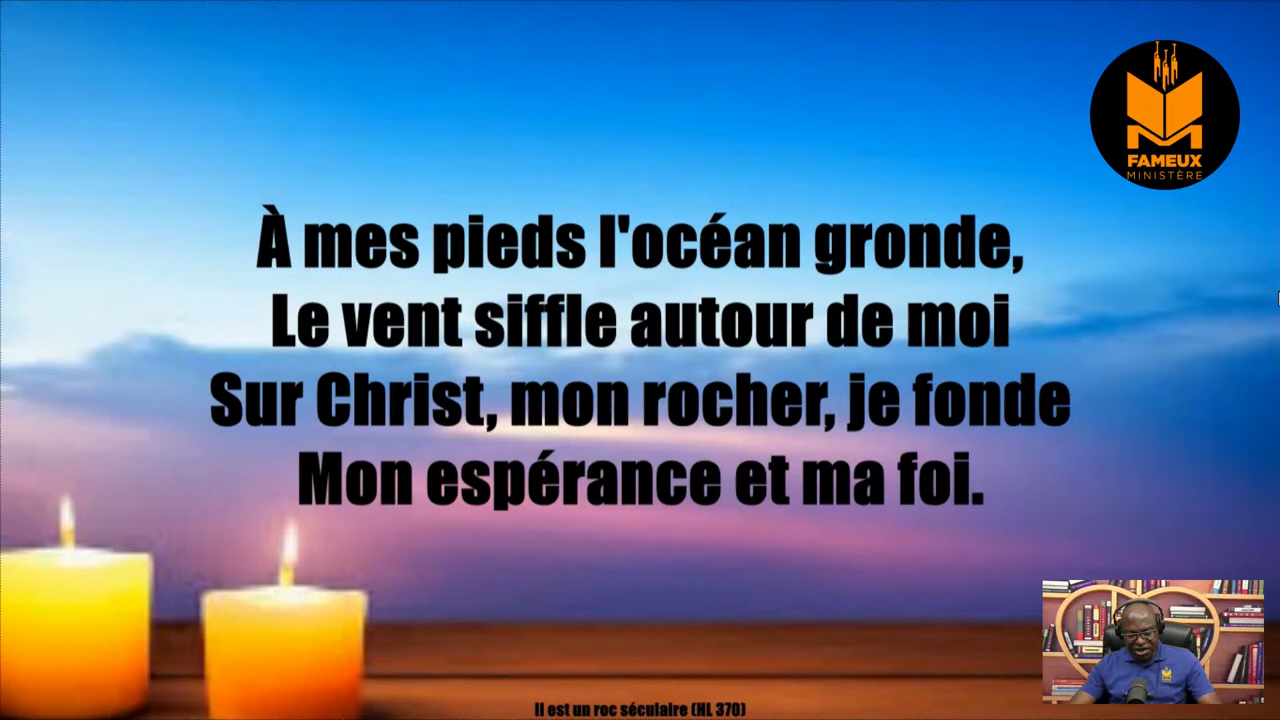 FAMEUX
MINISTÈRE
À mes pieds l'océan gronde,
Le vent siffle autour de moi
Sur Christ, mon rocher, je fonde
Mon espérance et ma foi.
Il est un roc séculaire (HL 370)